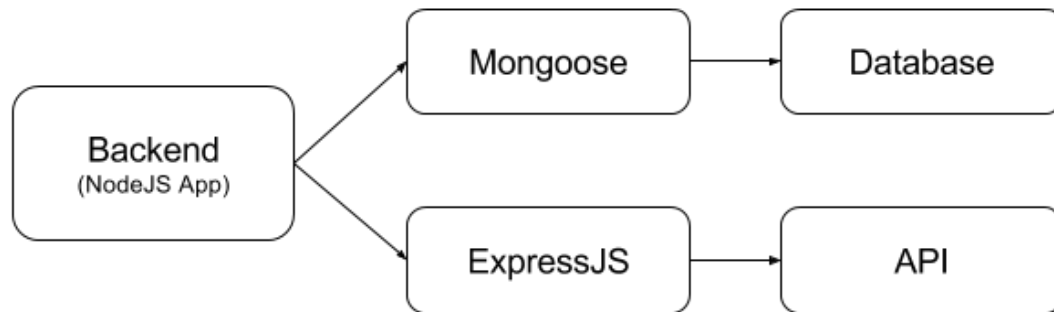 Backend
(NodeJS App)
Mongoose
Database
ExpressJS
API